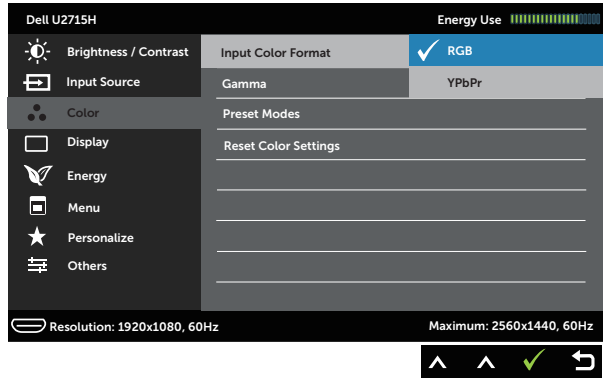 Dell U2715H Energy Use
Brightness / Contrast Input Color Format RGB
Input Source Gamma YPbPr
Color Preset Modes
Display Reset Color Settings
Energy
Menu
Personalize
Others
Resolution: 1920x1080, 60Hz Maximum: 2560x1440, 60Hz